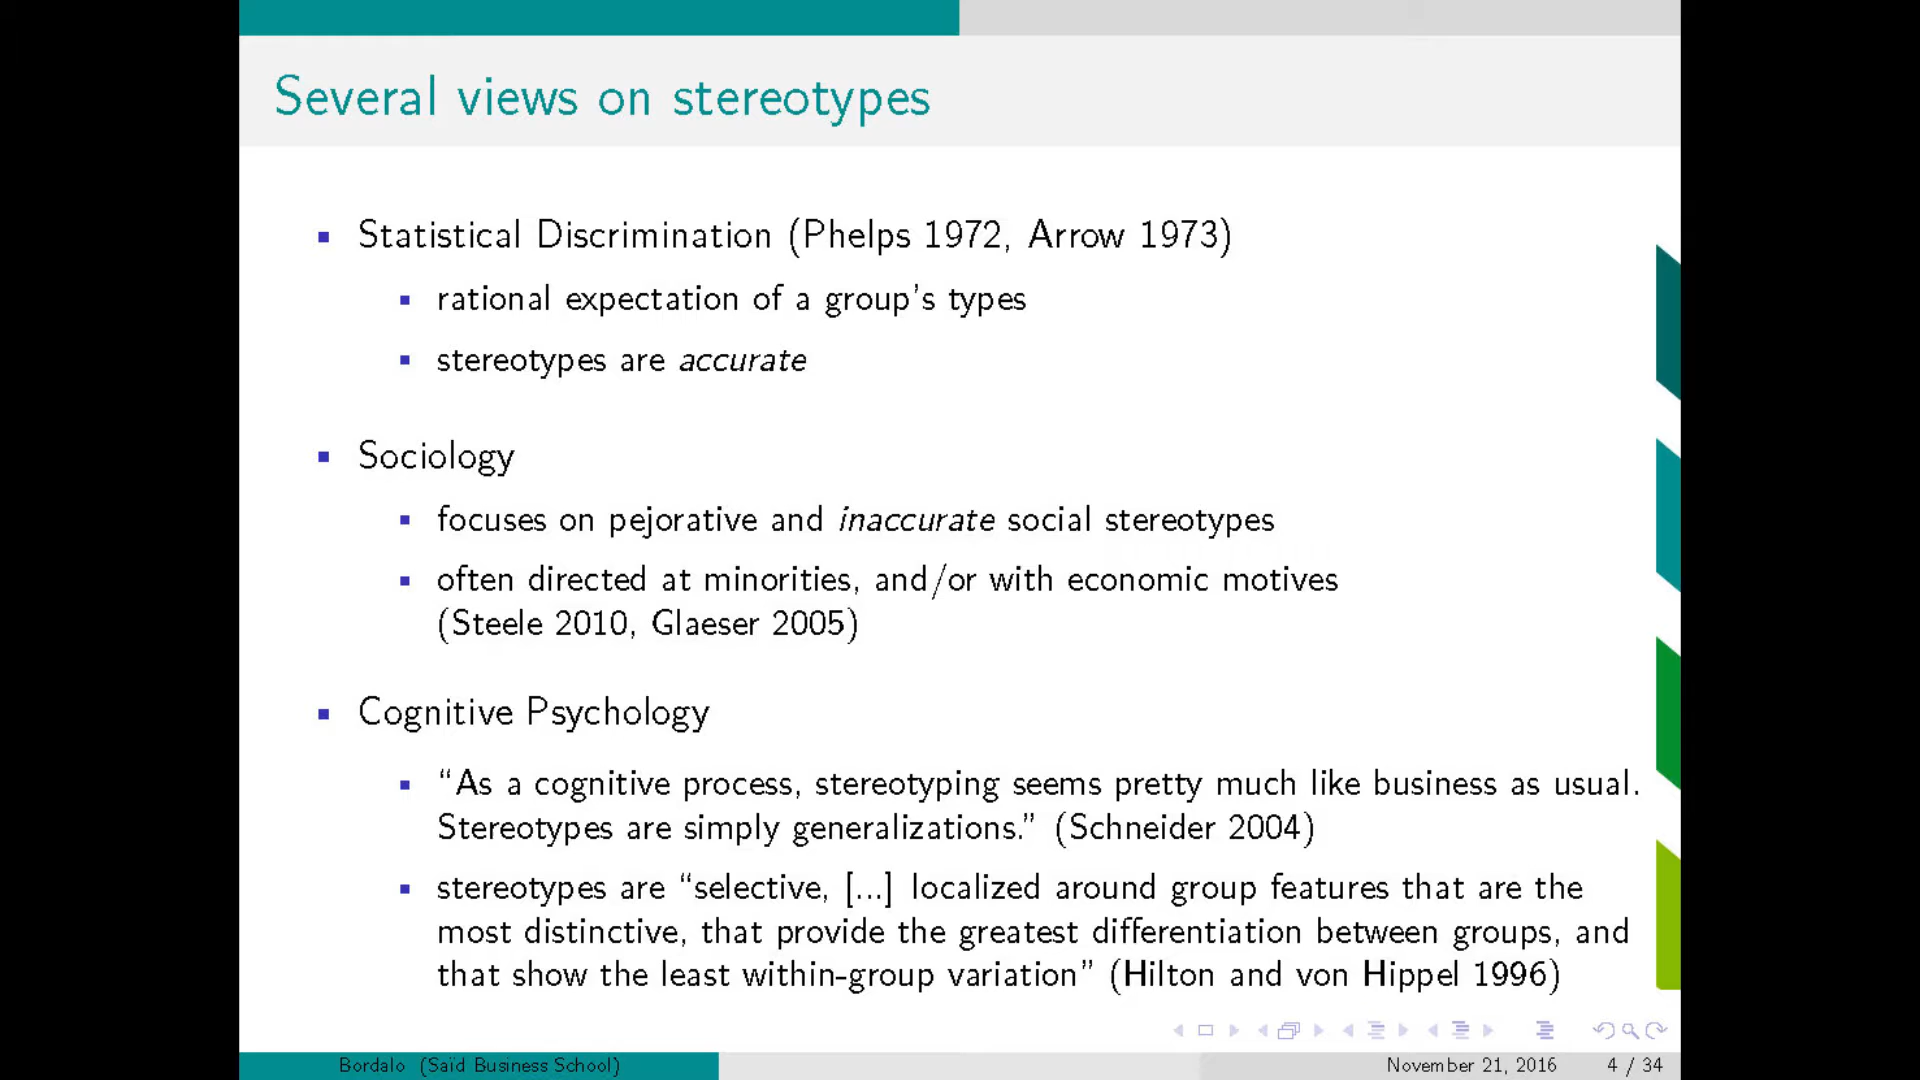 Several views on stereotypes
Statistical Discrimination (Phelps 1972, Arrow 1973)
rational expectation of a group's types
stereotypes are accurate
Sociology
focuses on pejorative and inaccurate social stereotypes
often directed at minorities, and/or with economic motives
(Steele 2010, Glaeser 2005)
Cognitive Psychology
“As a cognitive process, stereotyping seems pretty much like business as usual.
Stereotypes are simply generalizations.” (Schneider 2004)
stereotypes are “selective, [...] localized around group features that are the
most distinctive, that provide the greatest differentiation between groups, and
that show the least within-group variation” (Hilton and von Hippel 1996)
Bordalo (Saïd Business School) November 21, 2016 4 / 34